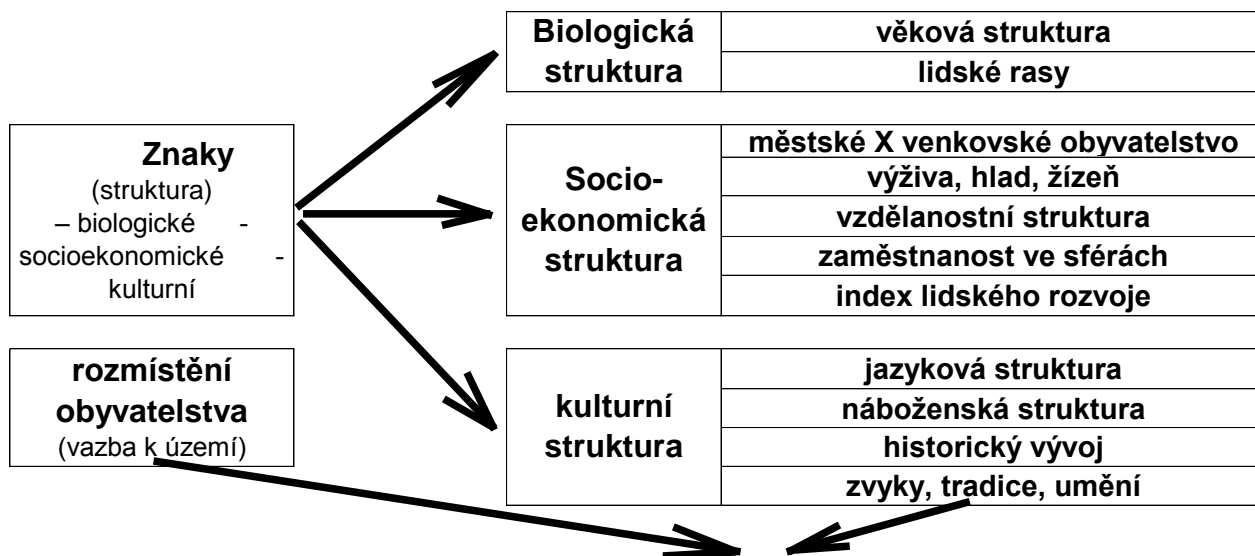 Biologická
struktura
věková struktura
lidské rasy
Znaky
(struktura)
– biologické -
socioekonomické -
kulturní
Socio-
ekonomická
struktura
městské X venkovské obyvatelstvo
výživa, hlad, žízeň
vzdělanostní struktura
zaměstnanost ve sférách
index lidského rozvoje
rozmístění
obyvatelstva
(vazba k území)
kulturní
struktura
jazyková struktura
náboženská struktura
historický vývoj
zvyky, tradice, umění